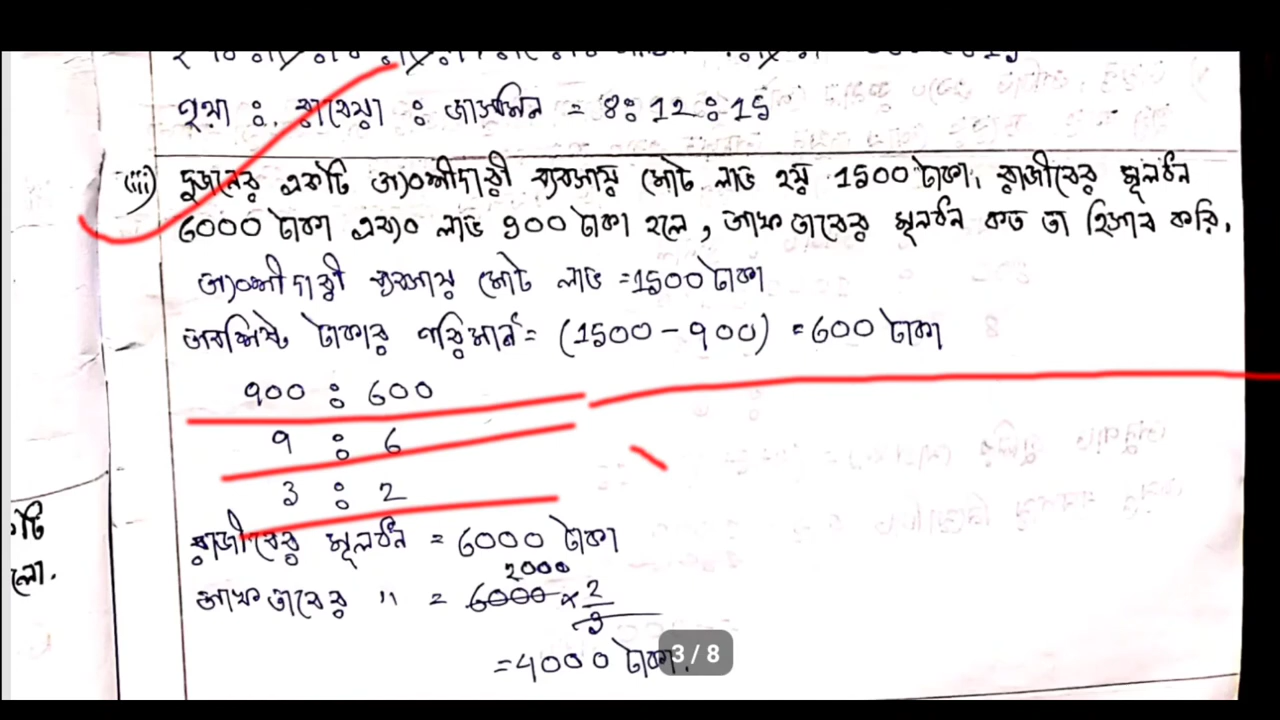 পৃথা : রাবেয়া : জেসমিন = 8 : 12 : 15
(iii) দুজনের একটি অংশীদারী ব্যবসায় মোট লাভ হয় 1500 টাকা। রাজীবের মূলধন
6000 টাকা এবং লাভ 900 টাকা হলে, আফতাবের মূলধন কত তা হিসাব করি।
অংশীদারী ব্যবসায় মোট লাভ = 1500 টাকা
অবশিষ্ট টাকার পরিমান = (1500 - 900) = 600 টাকা
900 : 600
9 : 6
3 : 2
রাজীবের মূলধন = 6000 টাকা
2000
আফতাবের " = 6000 × 2/3
= 4000 টাকা
3 / 8
টি
লো.